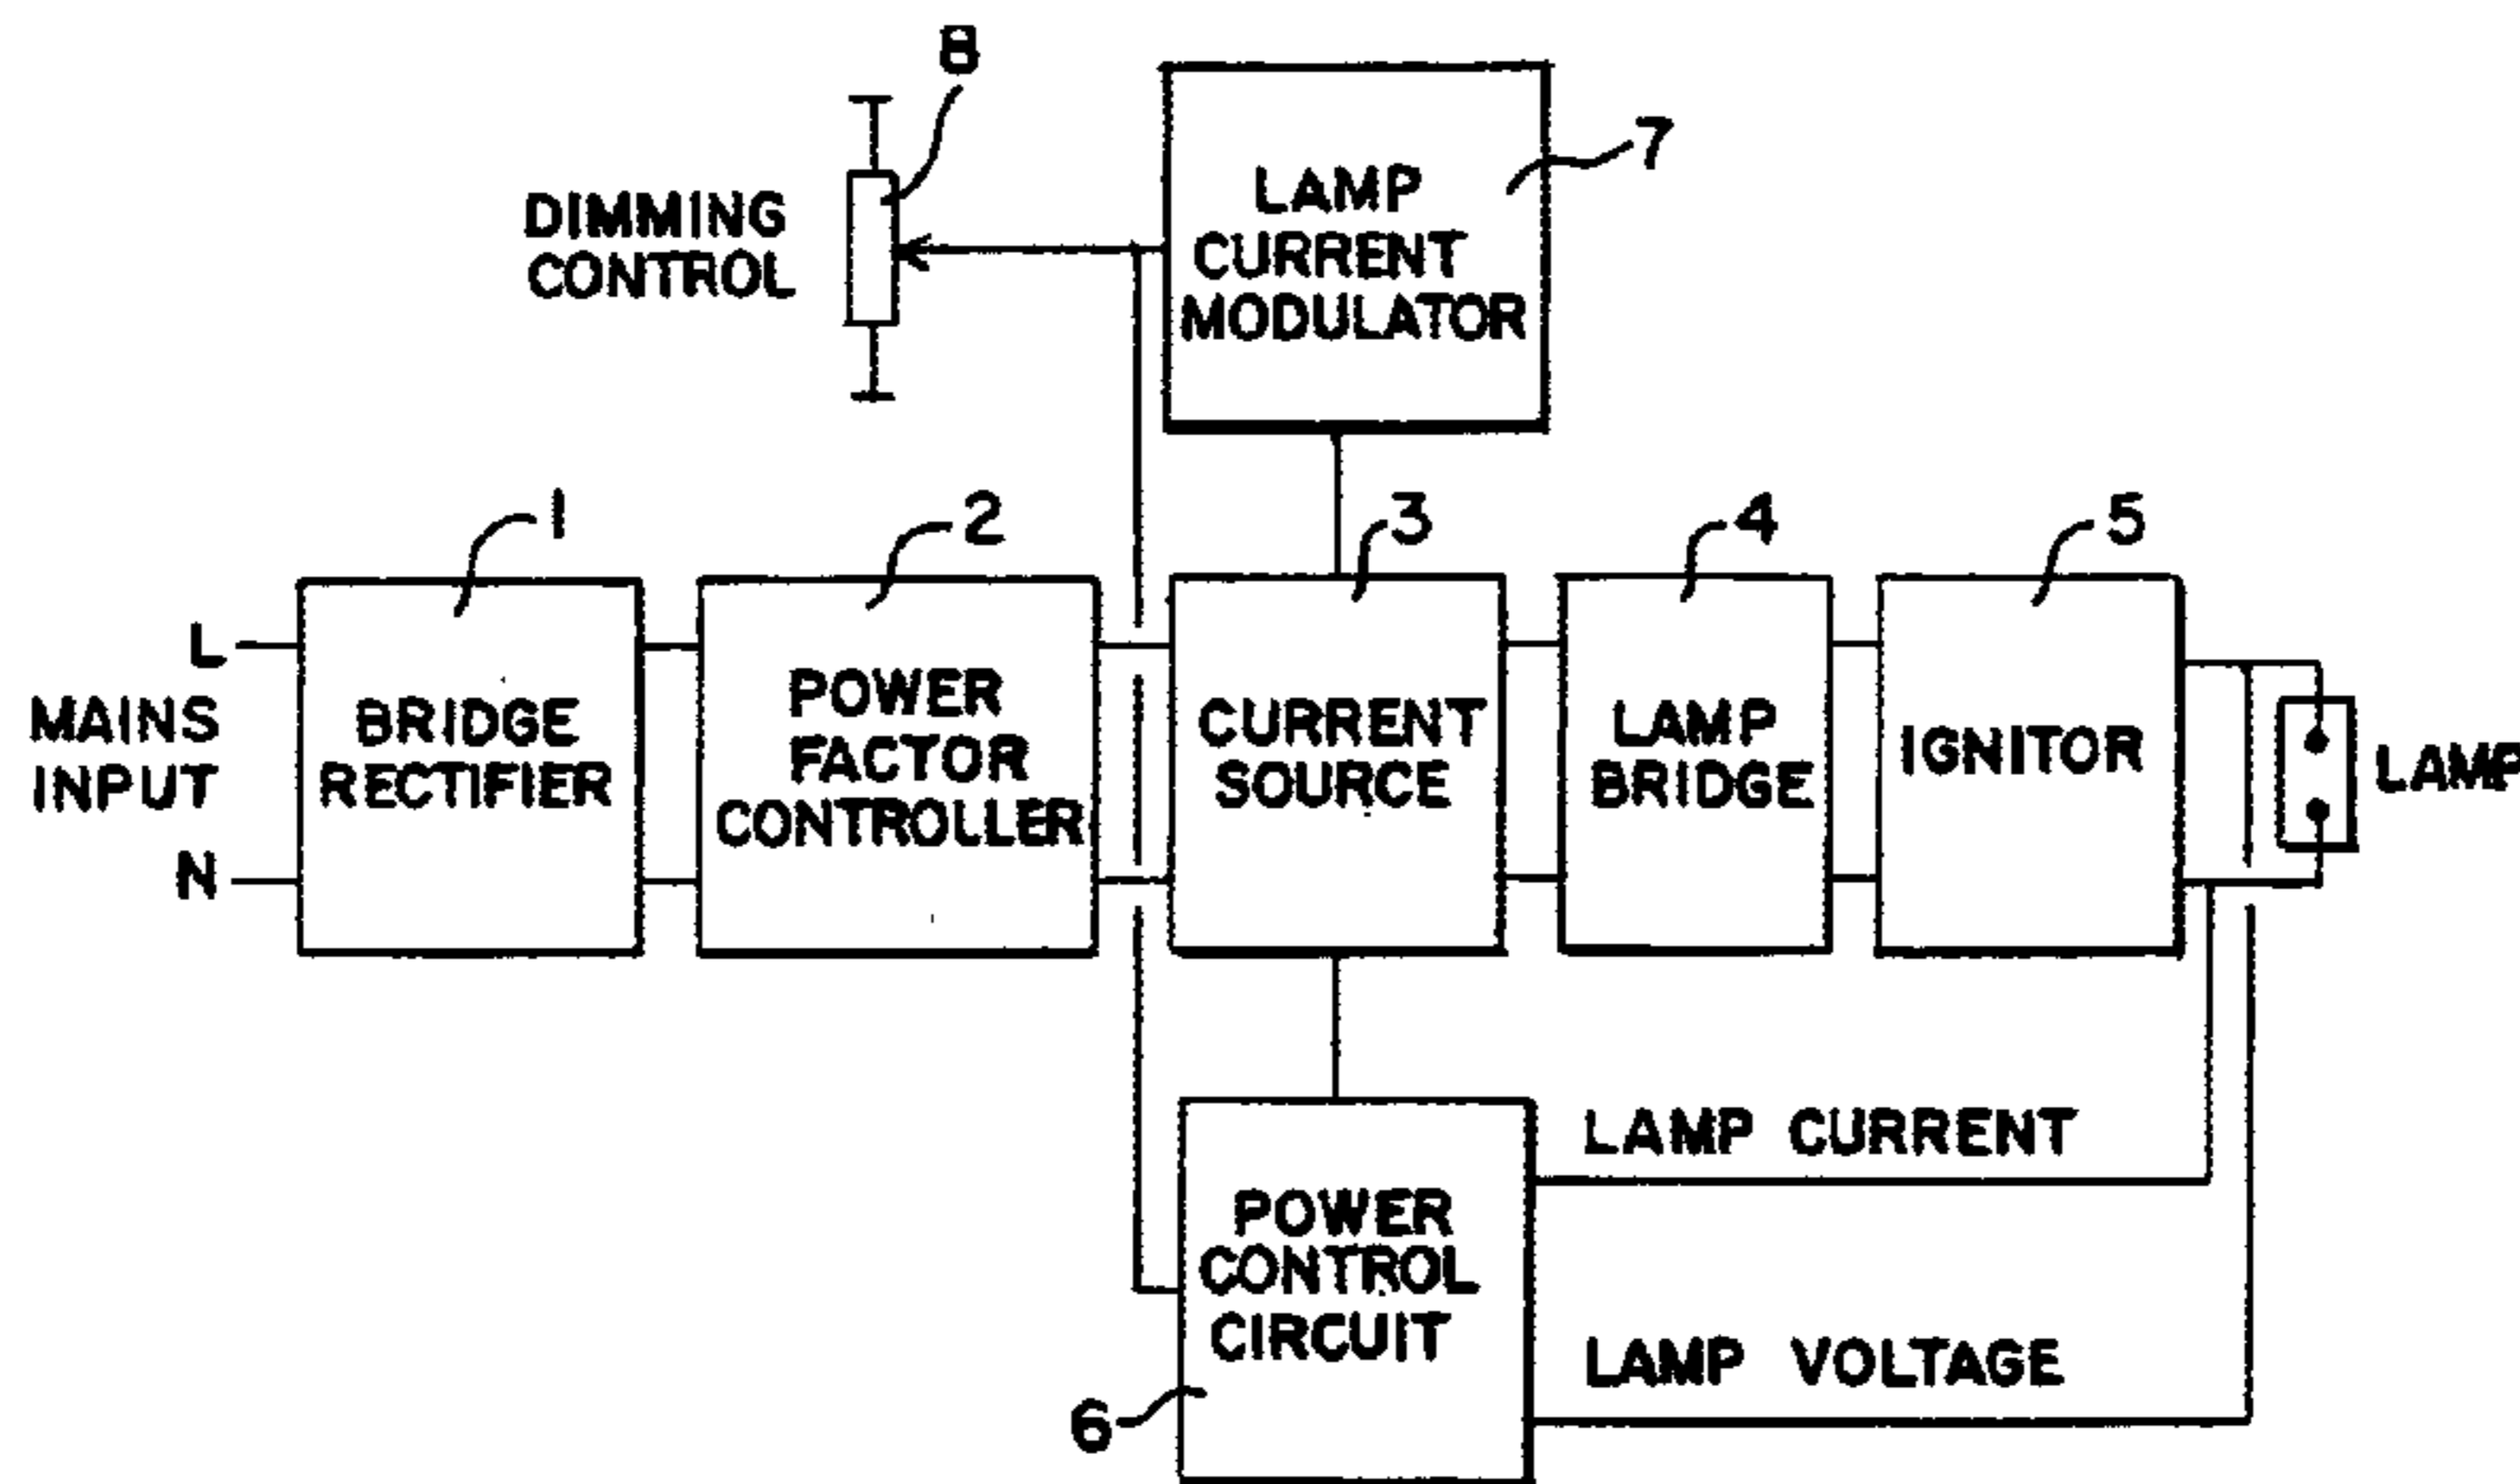 8
7
LAMP
CURRENT
MODULATOR
DIMMING
CONTROL
1
2
3
4
5
L
MAINS
INPUT
N
BRIDGE
RECTIFIER
POWER
FACTOR
CONTROLLER
CURRENT
SOURCE
LAMP
BRIDGE
IGNITOR
LAMP
POWER
CONTROL
CIRCUIT
6
LAMP CURRENT
LAMP VOLTAGE